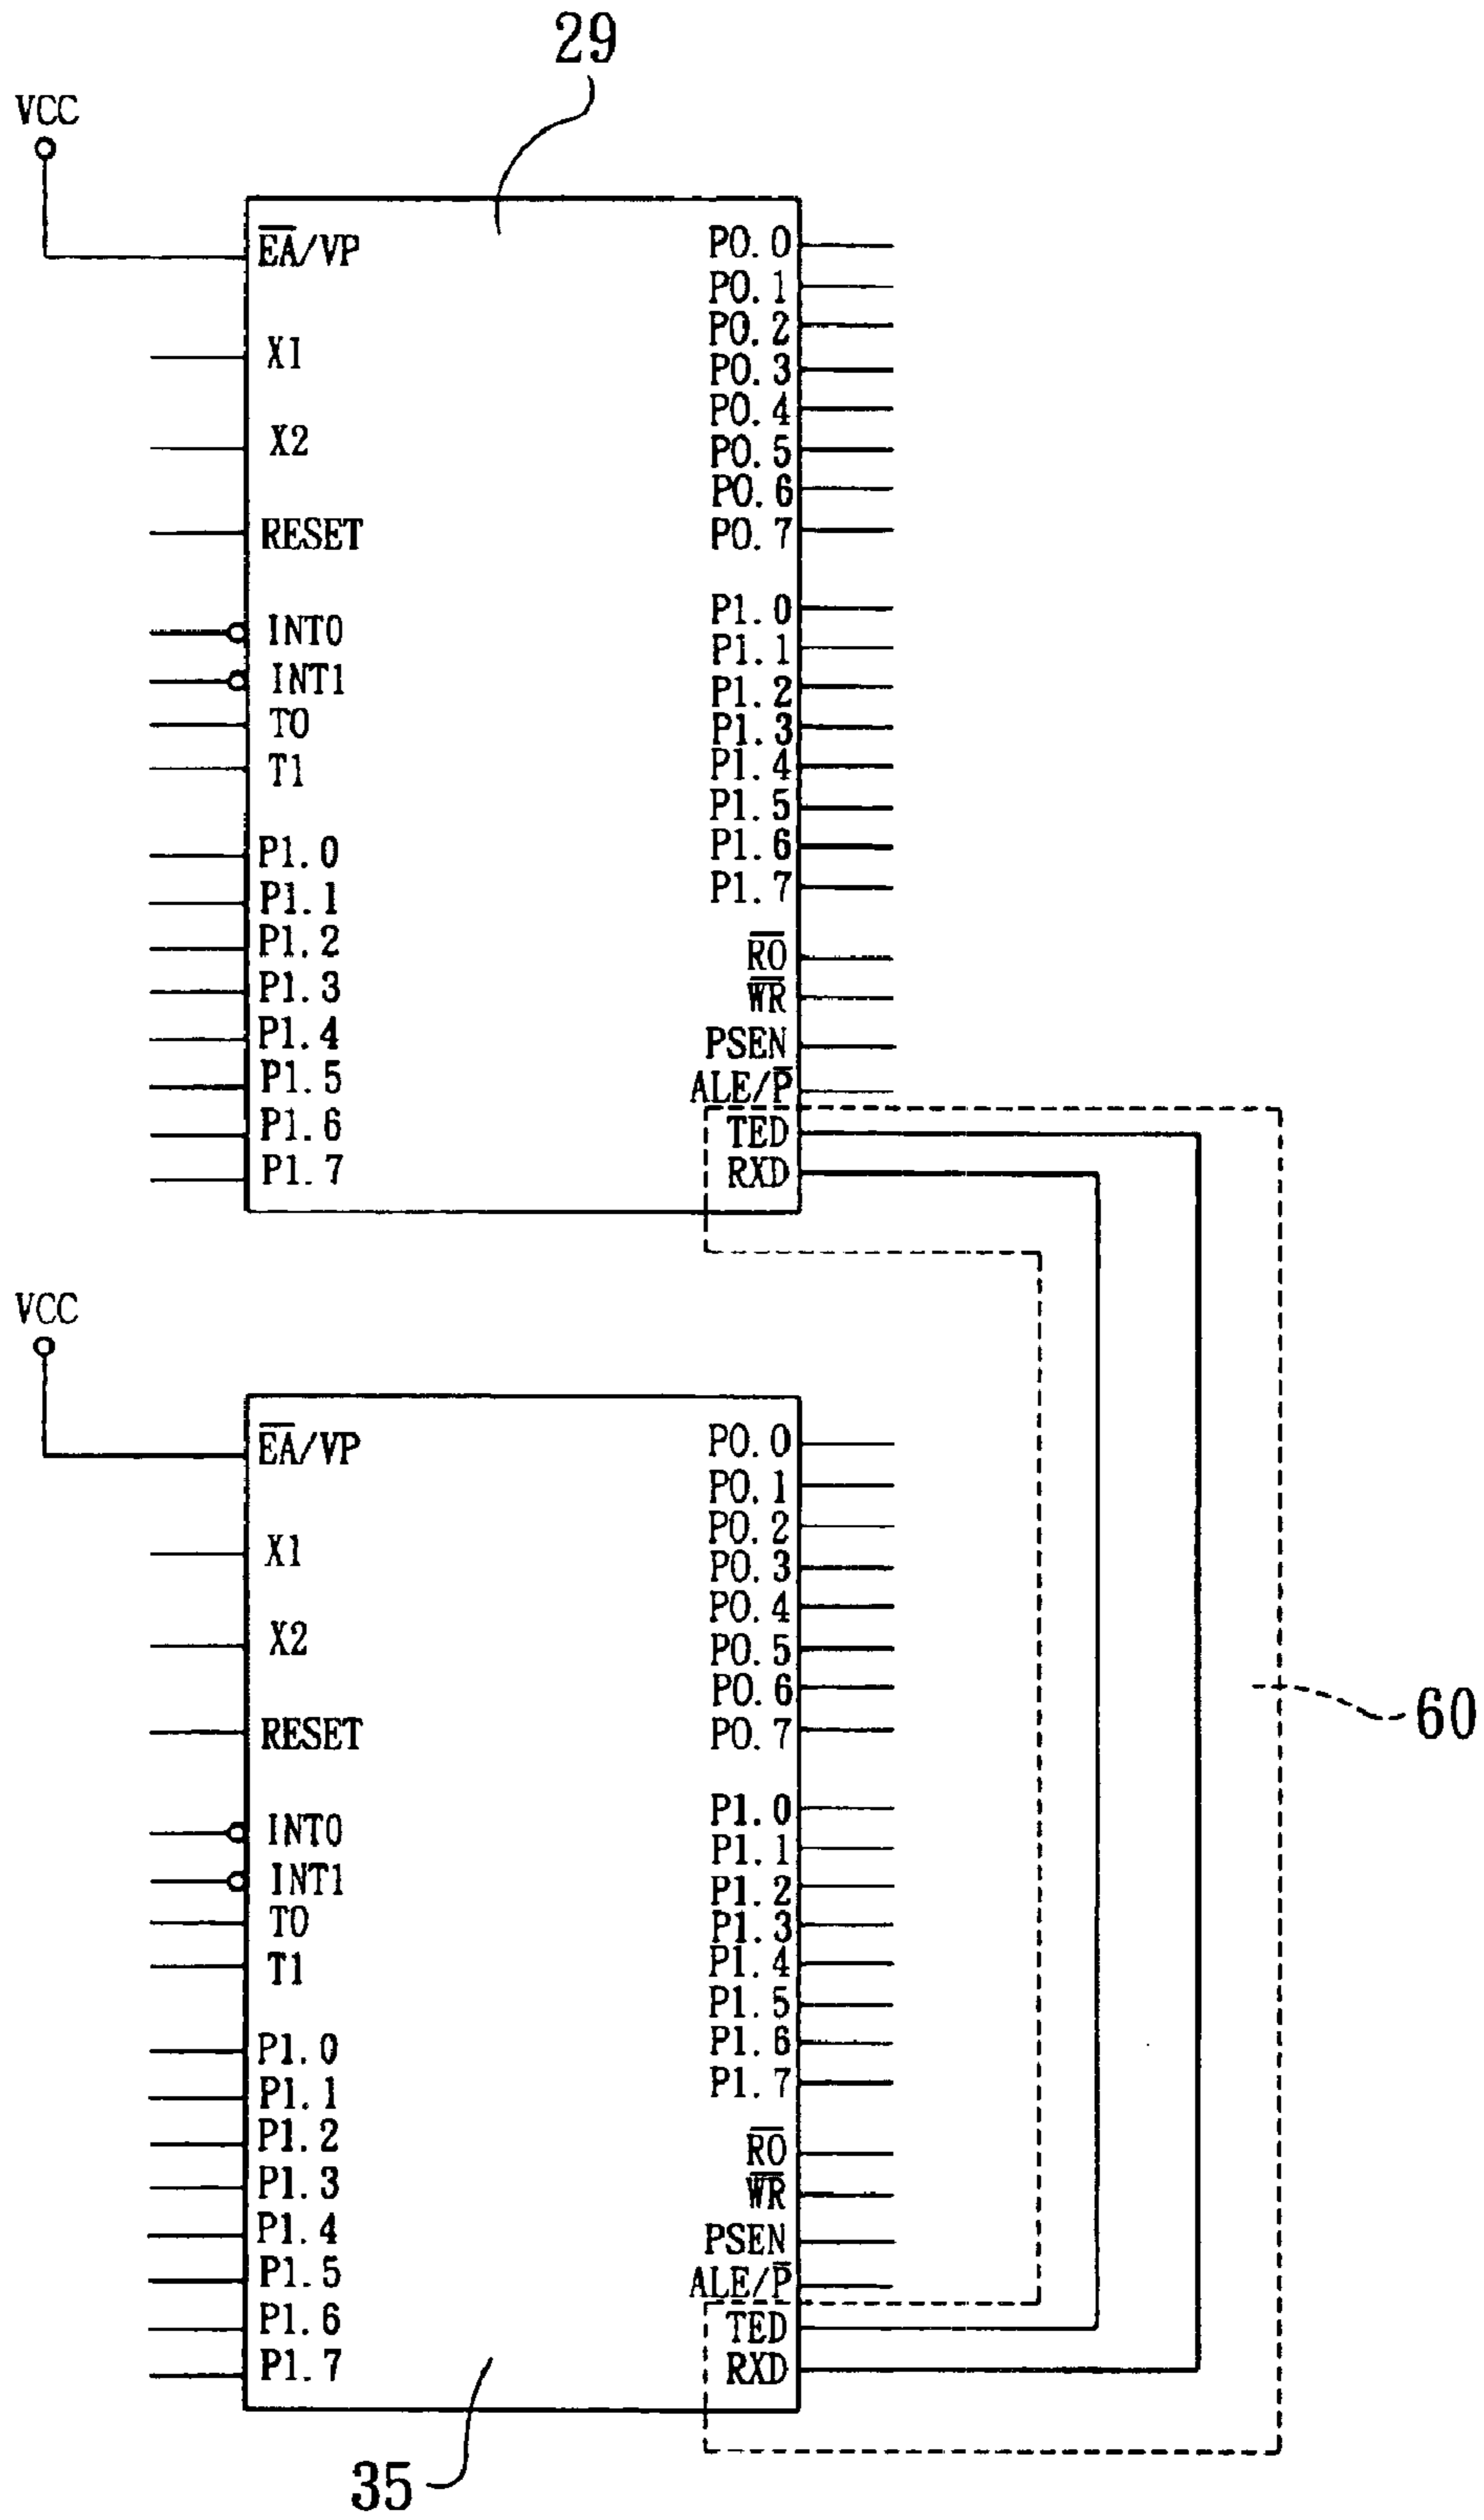 29
VCC
EA/VP
X1
X2
RESET
INT0
INT1
T0
T1
P1.0
P1.1
P1.2
P1.3
P1.4
P1.5
P1.6
P1.7
P0.0
P0.1
P0.2
P0.3
P0.4
P0.5
P0.6
P0.7
P1.0
P1.1
P1.2
P1.3
P1.4
P1.5
P1.6
P1.7
RO
WR
PSEN
ALE/P
TED
RXD
VCC
EA/VP
X1
X2
RESET
INT0
INT1
T0
T1
P1.0
P1.1
P1.2
P1.3
P1.4
P1.5
P1.6
P1.7
P0.0
P0.1
P0.2
P0.3
P0.4
P0.5
P0.6
P0.7
P1.0
P1.1
P1.2
P1.3
P1.4
P1.5
P1.6
P1.7
RO
WR
PSEN
ALE/P
TED
RXD
60
35